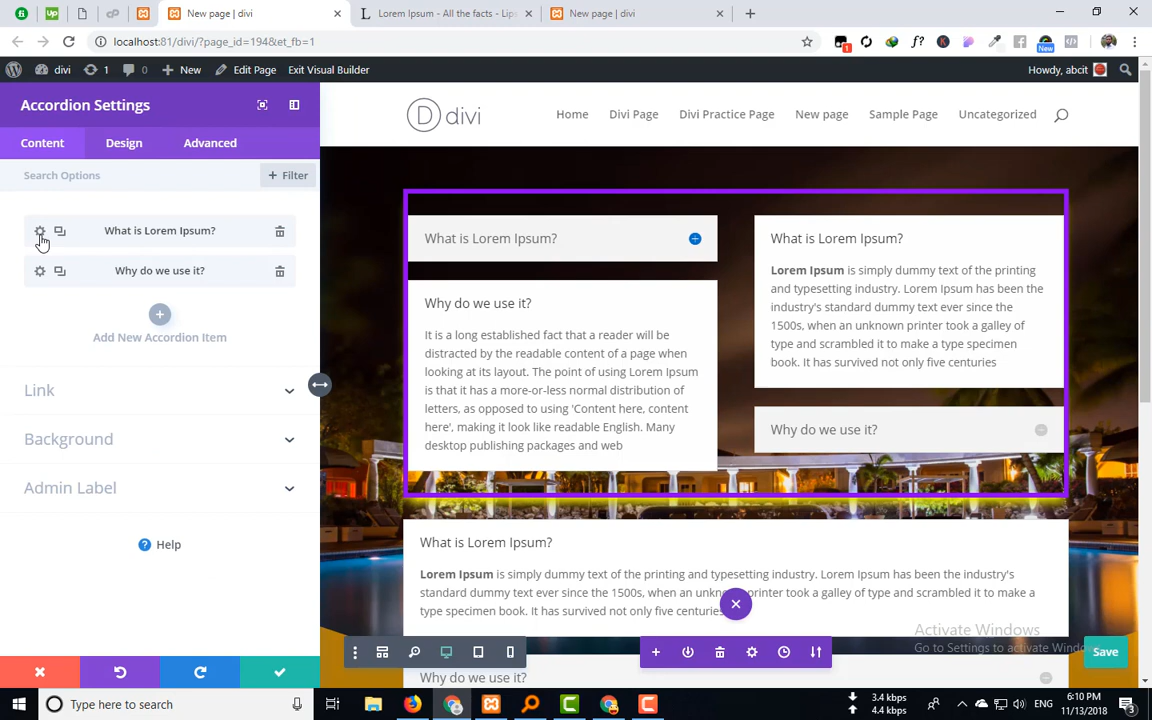 New page | divi
Lorem Ipsum - All the facts - Lips
New page | divi
localhost:81/divi/?page_id=194&et_fb=1
1
New
divi
1
0
New
Edit Page
Exit Visual Builder
Howdy, abcit
Accordion Settings
Content
Design
Advanced
Search Options
+ Filter
What is Lorem Ipsum?
Why do we use it?
Add New Accordion Item
Link
Background
Admin Label
Help
D divi
Home
Divi Page
Divi Practice Page
New page
Sample Page
Uncategorized
What is Lorem Ipsum?
Why do we use it?
It is a long established fact that a reader will be
distracted by the readable content of a page when
looking at its layout. The point of using Lorem Ipsum
is that it has a more-or-less normal distribution of
letters, as opposed to using 'Content here, content
here', making it look like readable English. Many
desktop publishing packages and web
What is Lorem Ipsum?
Lorem Ipsum is simply dummy text of the printing
and typesetting industry. Lorem Ipsum has been the
industry's standard dummy text ever since the
1500s, when an unknown printer took a galley of
type and scrambled it to make a type specimen
book. It has survived not only five centuries
Why do we use it?
What is Lorem Ipsum?
Lorem Ipsum is simply dummy text of the printing and typesetting industry. Lorem Ipsum has been the industry's
standard dummy text ever since the 1500s, when an printer took a galley of type and scrambled it to make a
type specimen book. It has survived not only five centuries
Why do we use it?
Activate Windows
Go to Settings to activate Windows
Save
Type here to search
3.4 kbps
4.4 kbps
ENG
6:10 PM
11/13/2018
3